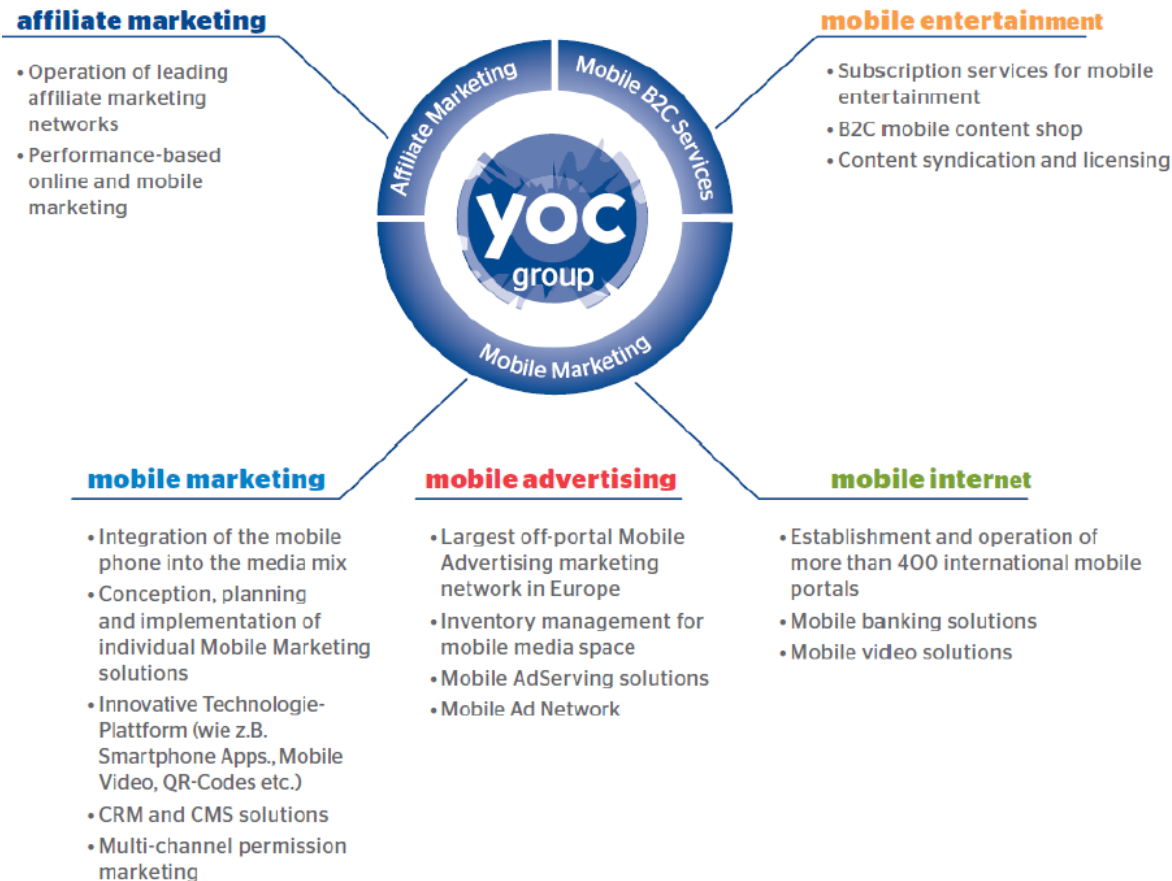 affiliate marketing
• Operation of leading
affiliate marketing
networks
• Performance-based
online and mobile
marketing
mobile entertainment
• Subscription services for mobile
entertainment
• B2C mobile content shop
• Content syndication and licensing
Affiliate Marketing
Mobile B2C Services
yoc
group
Mobile Marketing
mobile marketing
• Integration of the mobile
phone into the media mix
• Conception, planning
and implementation of
individual Mobile Marketing
solutions
• Innovative Technologie-
Plattform (wie z.B.
Smartphone Apps., Mobile
Video, QR-Codes etc.)
• CRM and CMS solutions
• Multi-channel permission
marketing
mobile advertising
• Largest off-portal Mobile
Advertising marketing
network in Europe
• Inventory management for
mobile media space
• Mobile AdServing solutions
• Mobile Ad Network
mobile internet
• Establishment and operation of
more than 400 international mobile
portals
• Mobile banking solutions
• Mobile video solutions